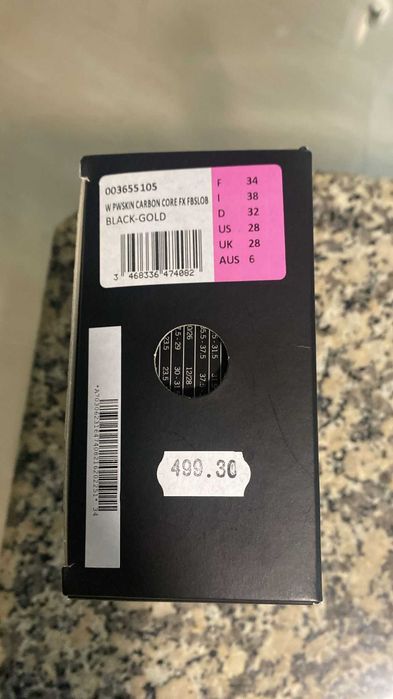 003655105
W PWSKIN CARBON CORE FX FBSLOB
BLACK-GOLD
3 468336 474082
F 34
I 38
D 32
US 28
UK 28
AUS 6
499.30